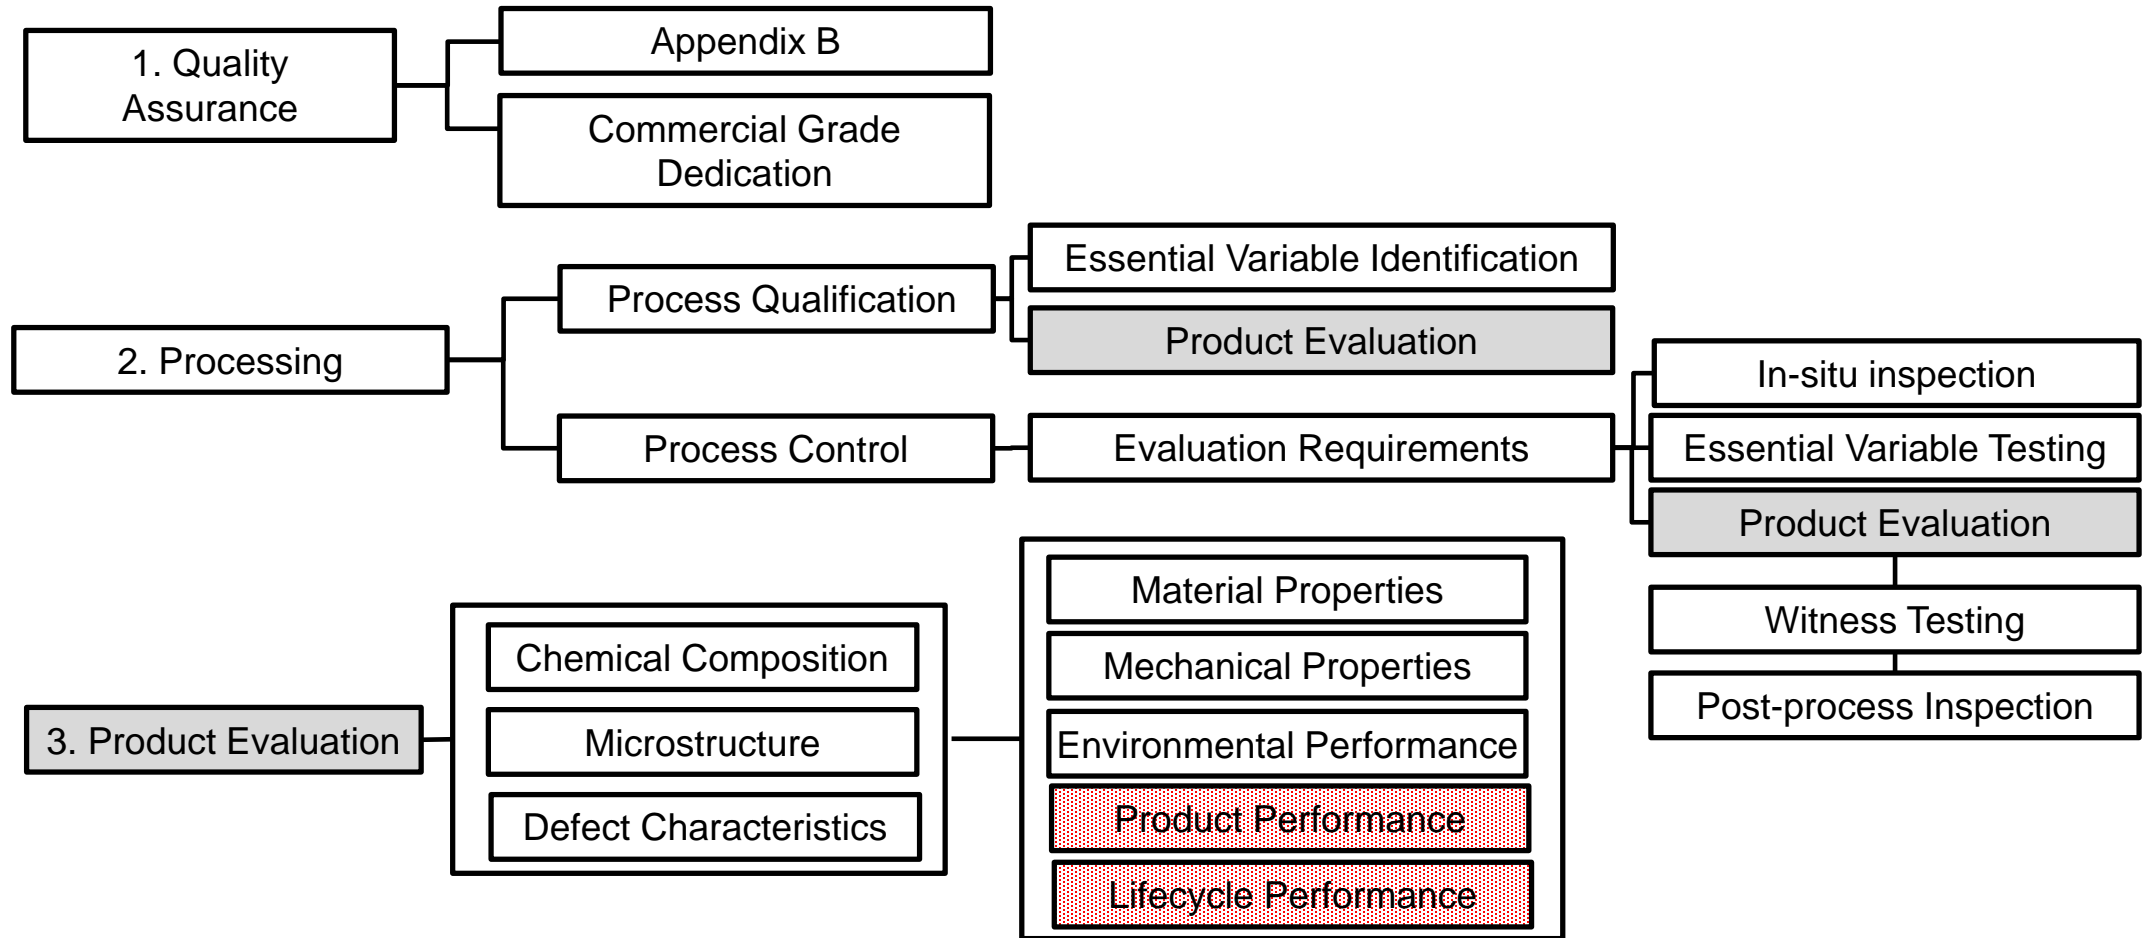 1. Quality
Assurance
Appendix B
Commercial Grade
Dedication
2. Processing
Process Qualification
Essential Variable Identification
Product Evaluation
Process Control
Evaluation Requirements
In-situ inspection
Essential Variable Testing
Product Evaluation
Witness Testing
Post-process Inspection
3. Product Evaluation
Chemical Composition
Microstructure
Defect Characteristics
Material Properties
Mechanical Properties
Environmental Performance
Product Performance
Lifecycle Performance